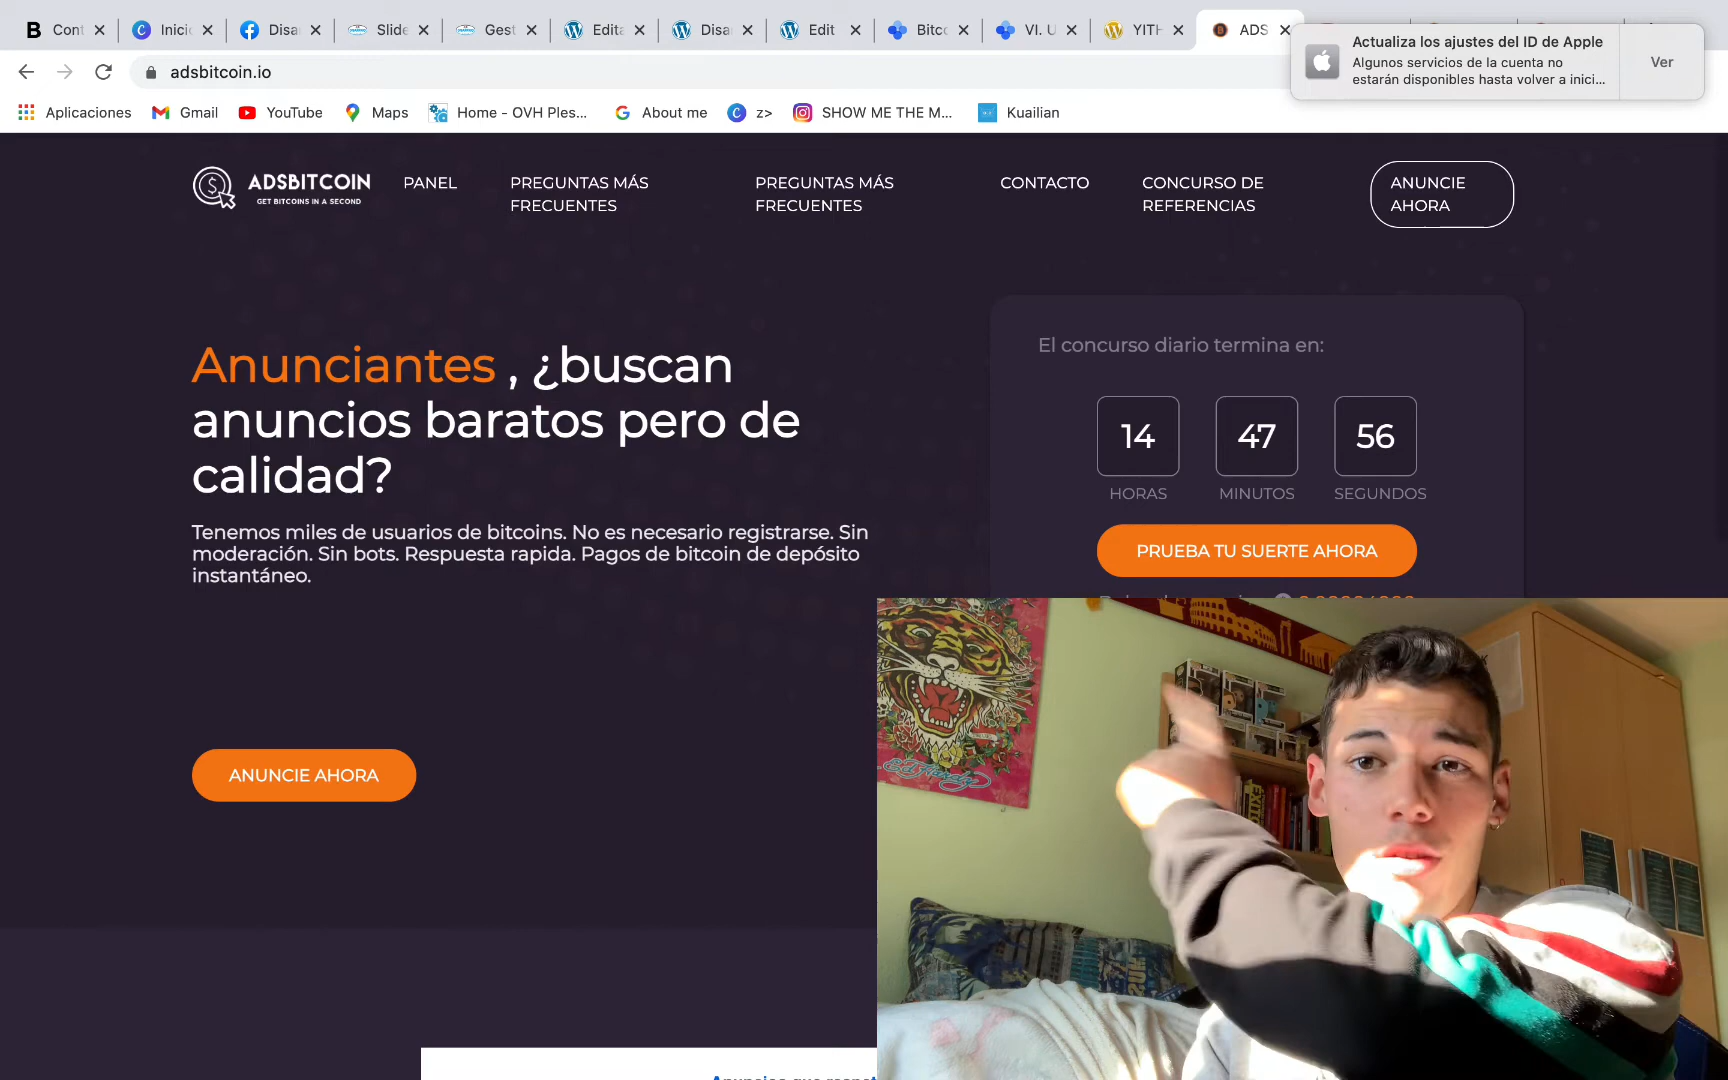 Cont
Inicio
Disa
Slide
Gest
Edita
Disa
Edit
Bitco
VI. U
YITH
ADS
Actualiza los ajustes del ID de Apple
Algunos servicios de la cuenta no
estarán disponibles hasta volver a inici...
Ver
adsbitcoin.io
Aplicaciones
Gmail
YouTube
Maps
Home - OVH Ples...
About me
z>
SHOW ME THE M...
Kuailian
ADSBITCOIN
GET BITCOINS IN A SECOND
PANEL
PREGUNTAS MÁS
FRECUENTES
PREGUNTAS MÁS
FRECUENTES
CONTACTO
CONCURSO DE
REFERENCIAS
ANUNCIE
AHORA
Anunciantes , ¿buscan
anuncios baratos pero de
calidad?
Tenemos miles de usuarios de bitcoins. No es necesario registrarse. Sin
moderación. Sin bots. Respuesta rapida. Pagos de bitcoin de depósito
instantáneo.
ANUNCIE AHORA
El concurso diario termina en:
14
47
56
HORAS
MINUTOS
SEGUNDOS
PRUEBA TU SUERTE AHORA
Ed Hardy